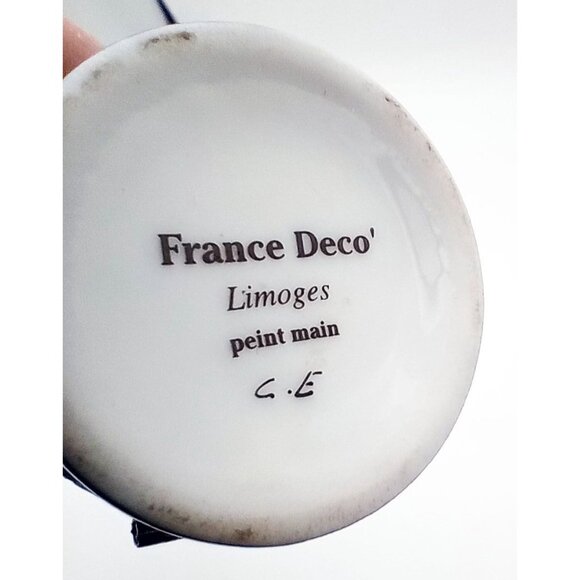 France Deco'
Limoges
peint main
C.E